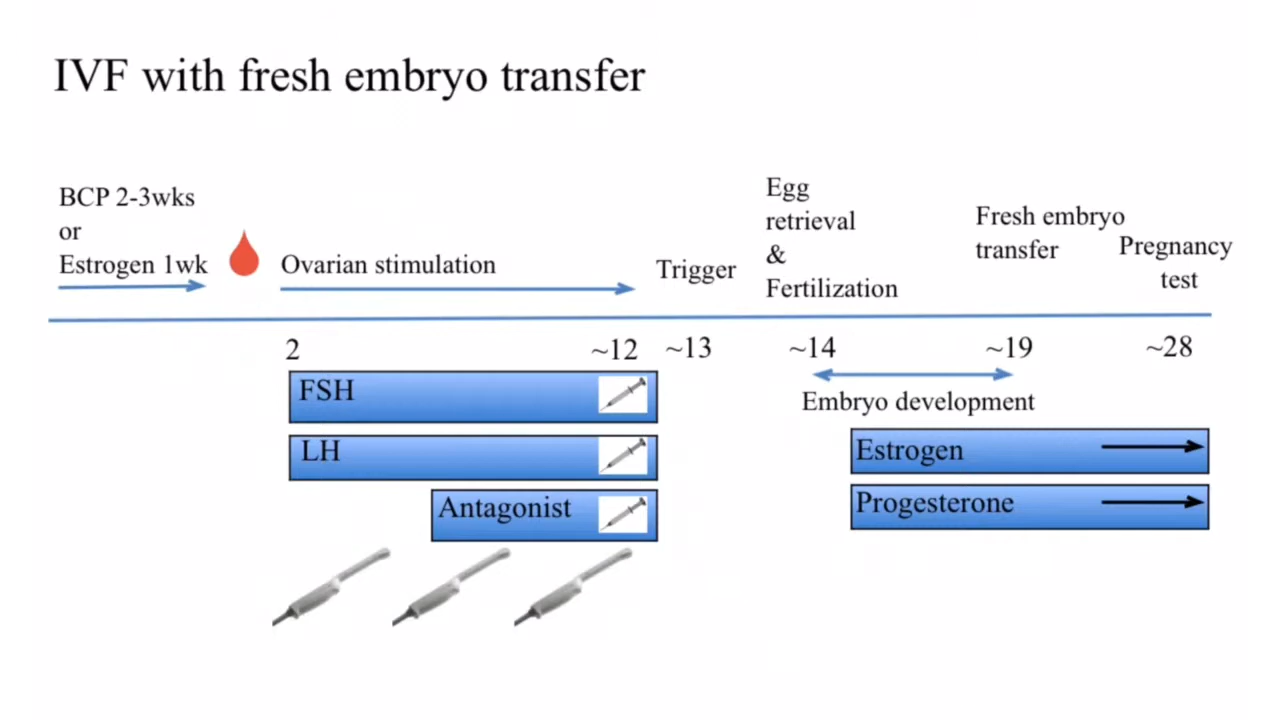 IVF with fresh embryo transfer
BCP 2-3wks
or
Estrogen 1wk
Ovarian stimulation
Trigger
Egg
retrieval
&
Fertilization
Fresh embryo
transfer
Pregnancy
test
2
~12
~13
~14
~19
~28
FSH
LH
Antagonist
Embryo development
Estrogen
Progesterone